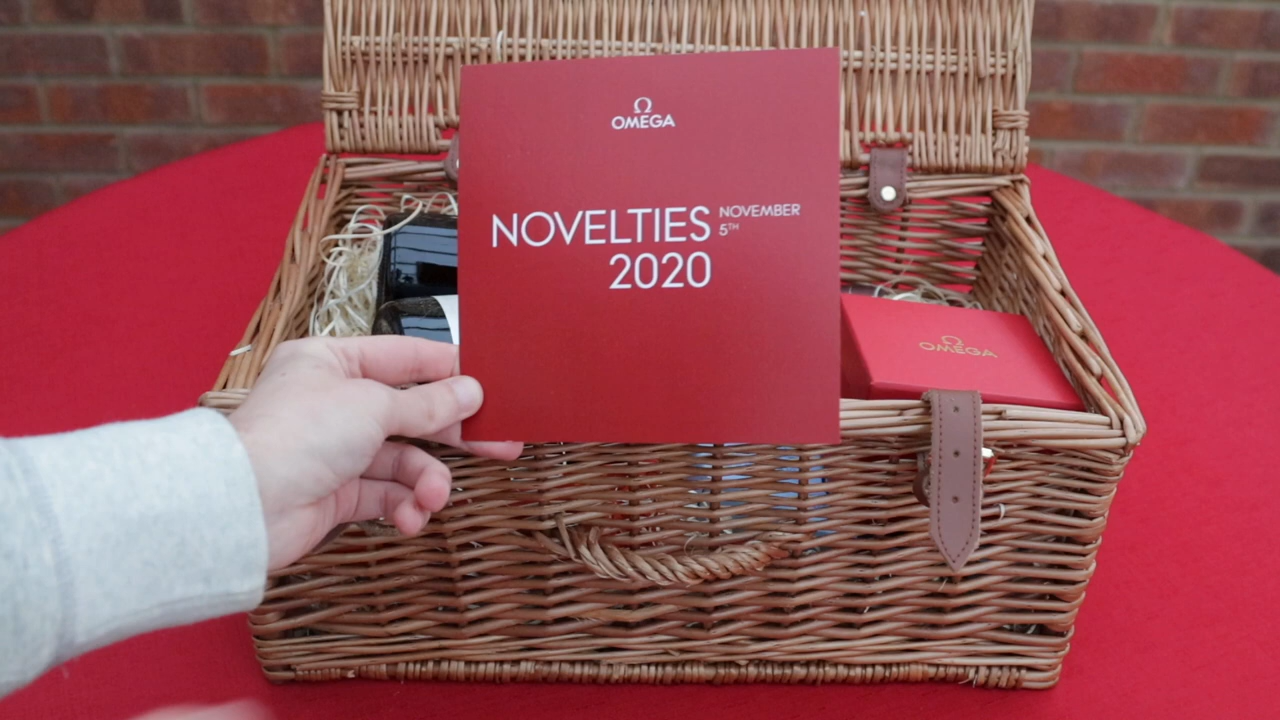 Ω
OMEGA
NOVELTIES NOVEMBER
5TH
2020
Ω
OMEGA